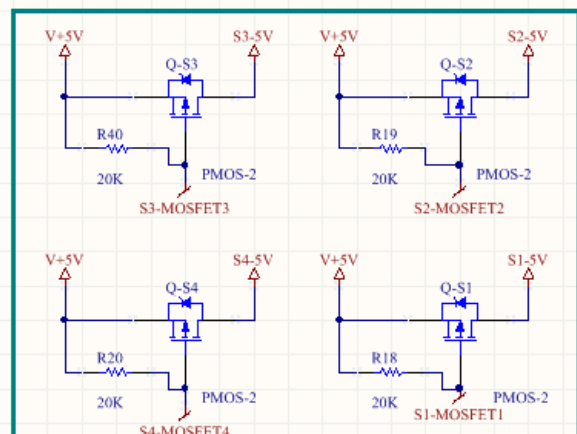 V+5V S3-5V V+5V S2-5V
Q-S3 Q-S2
R40 R19
20K PMOS-2 20K PMOS-2
S3-MOSFET3 S2-MOSFET2
V+5V S4-5V V+5V S1-5V
Q-S4 Q-S1
R20 R18
20K PMOS-2 20K PMOS-2
S4-MOSFET4 S1-MOSFET1